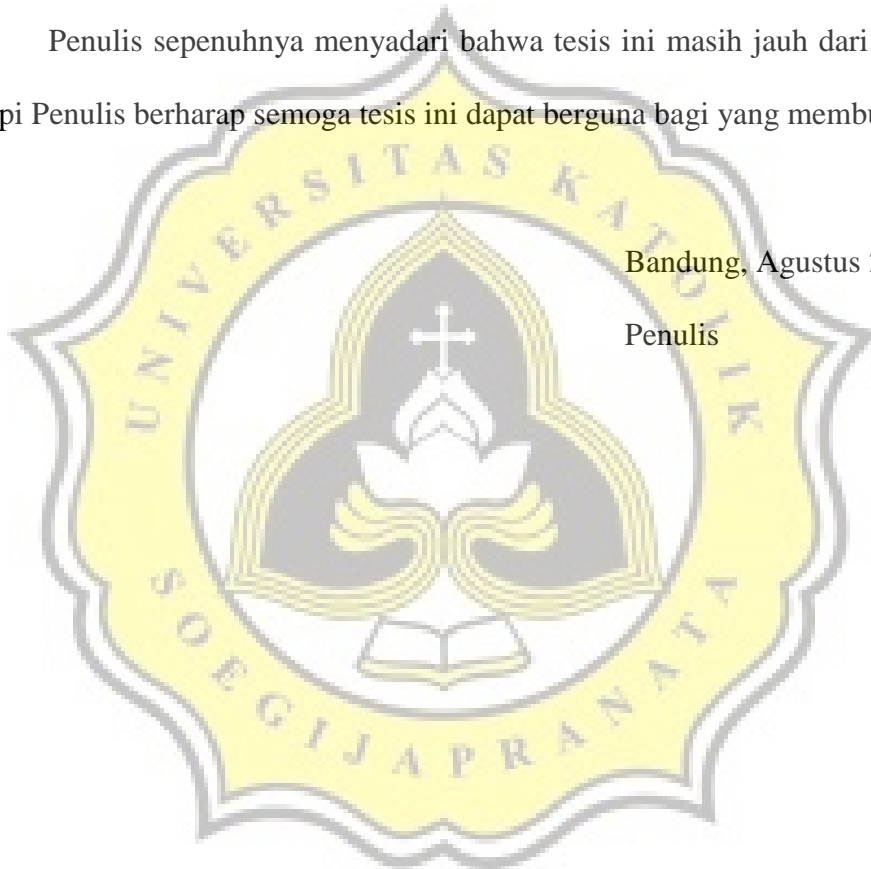 Penulis sepenuhnya menyadari bahwa tesis ini masih jauh dari
pi Penulis berharap semoga tesis ini dapat berguna bagi yang membu
Bandung, Agustus
Penulis
UNIVERSITAS KATOLIK
SOEGIJAPRANATA